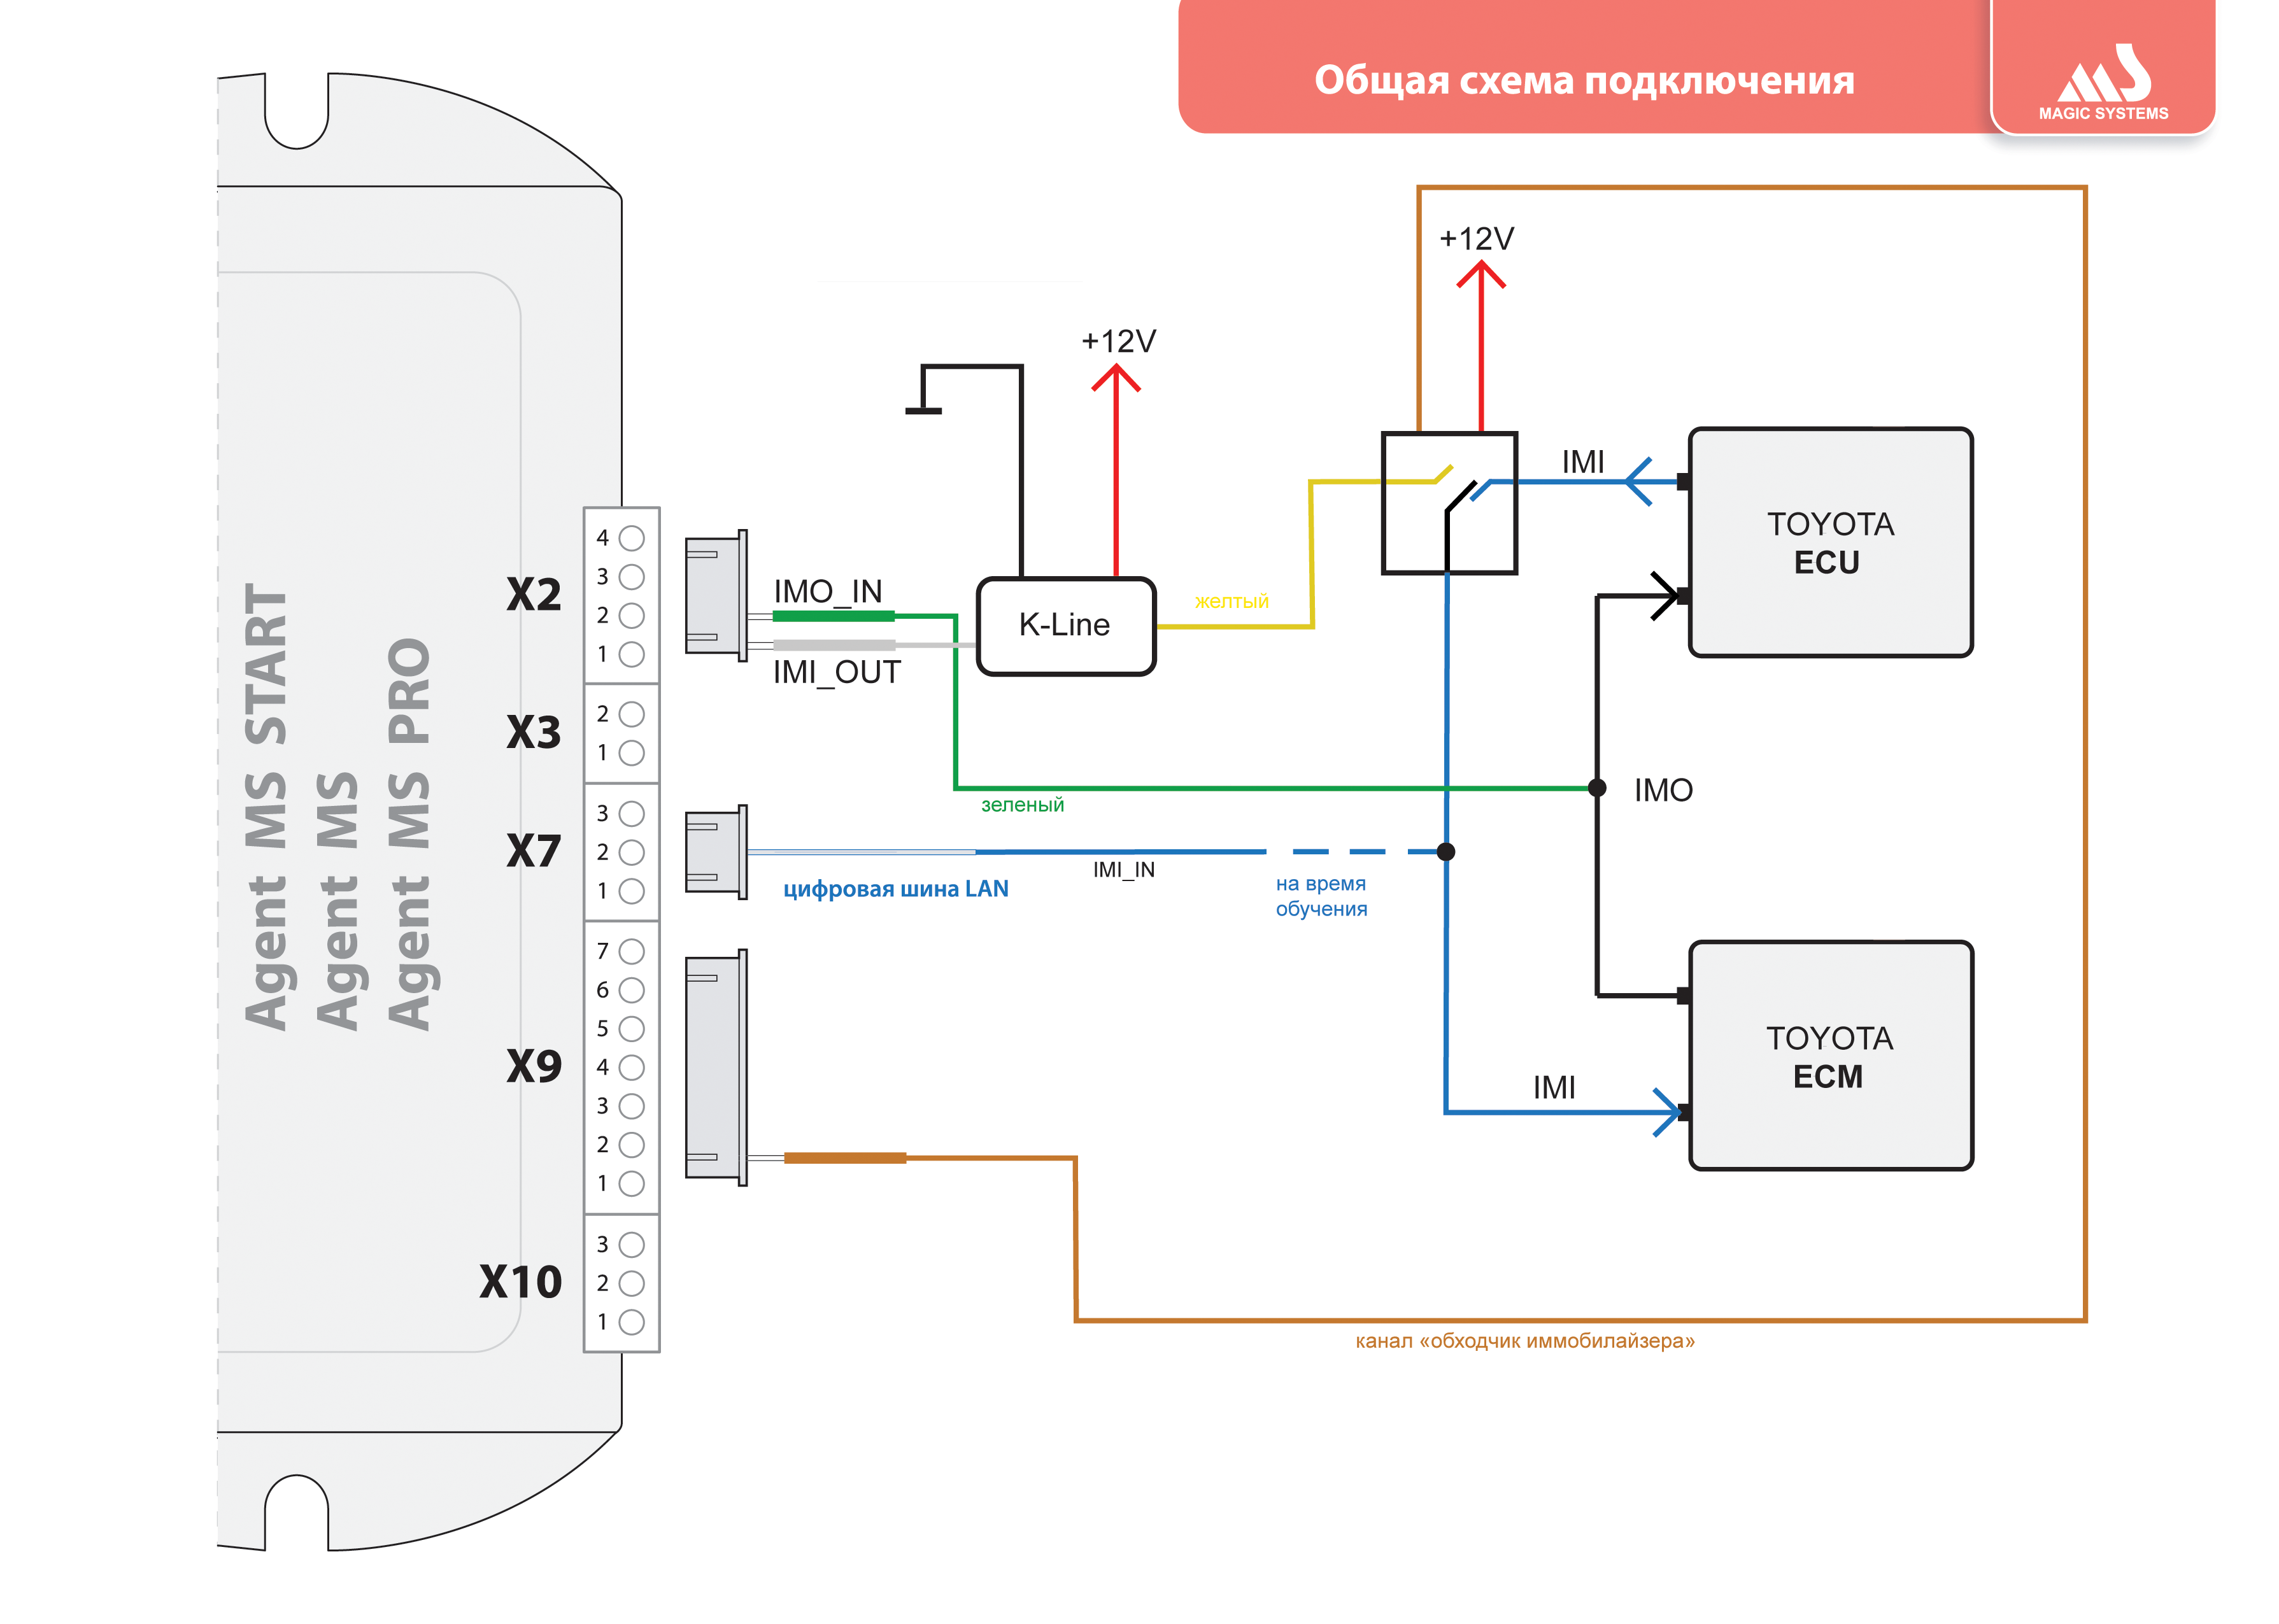 Общая схема подключения
MAGIC SYSTEMS
+12V
+12V
IMI
TOYOTA
ECU
4
3
2
1
X2
IMO_IN
IMI_OUT
K-Line
желтый
Agent MS START
Agent MS
Agent MS PRO
2
1
X3
IMO
зеленый
3
2
1
X7
IMI_IN
цифровая шина LAN
на время
обучения
7
6
5
4
3
2
1
X9
TOYOTA
ECM
IMI
3
2
1
X10
канал «обходчик иммобилайзера»